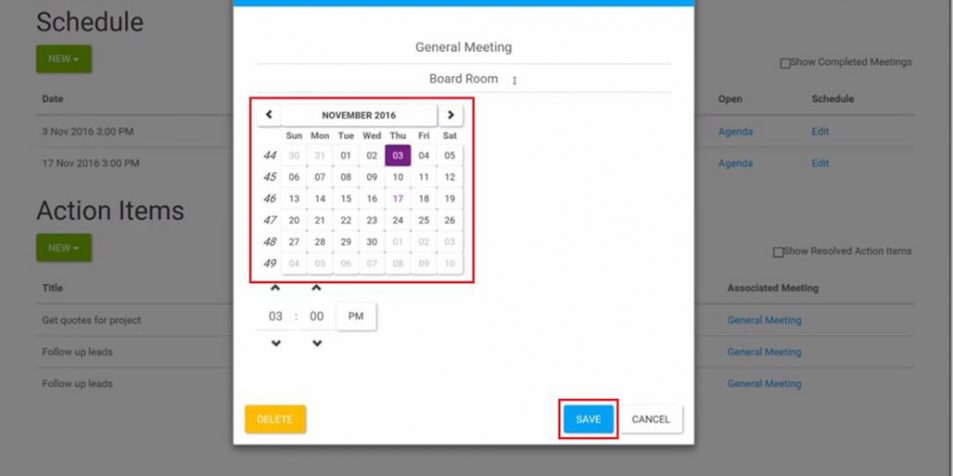 Schedule
NEW
Show Completed Meetings
Date Open Schedule
3 Nov 2016 3:00 PM Agenda Edit
17 Nov 2016 3:00 PM Agenda Edit
Action Items
NEW
Show Resolved Action Items
Title Associated Meeting
Get quotes for project General Meeting
Follow up leads General Meeting
Follow up leads General Meeting
General Meeting
Board Room
NOVEMBER 2016
Sun Mon Tue Wed Thu Fri Sat
44 30 31 01 02 03 04 05
45 06 07 08 09 10 11 12
46 13 14 15 16 17 18 19
47 20 21 22 23 24 25 26
48 27 28 29 30 01 02 03
49 04 05 06 07 08 09 10
03 : 00 PM
DELETE SAVE CANCEL